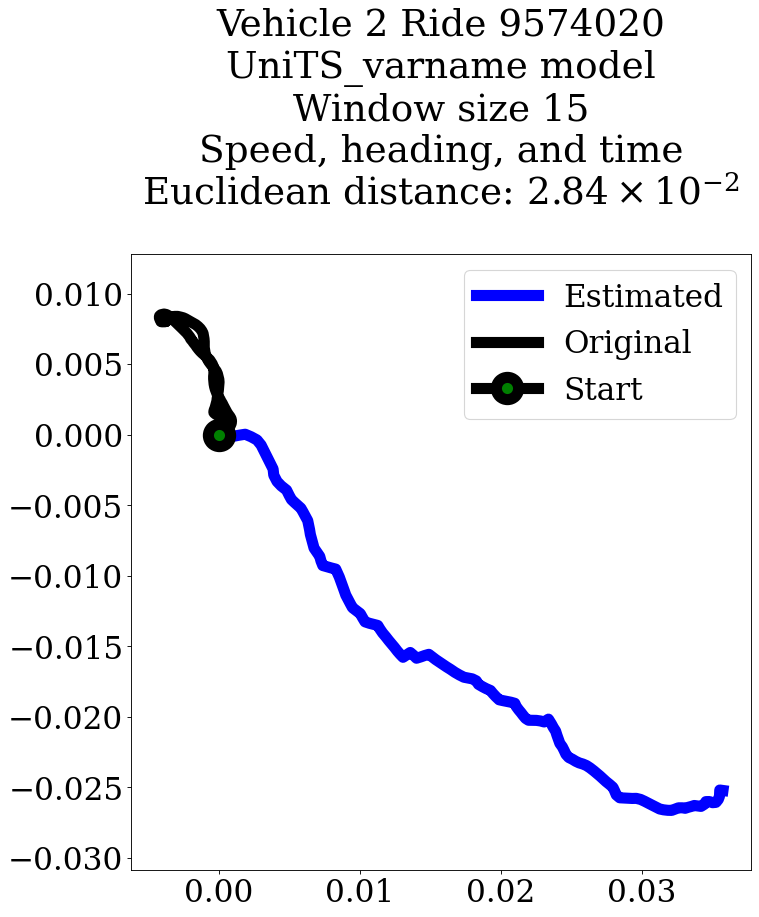 Vehicle 2 Ride 9574020
UniTS_varname model
Window size 15
Speed, heading, and time
Euclidean distance: 2.84 × 10⁻²
Estimated
Original
Start
0.010
0.005
0.000
−0.005
−0.010
−0.015
−0.020
−0.025
−0.030
0.00 0.01 0.02 0.03